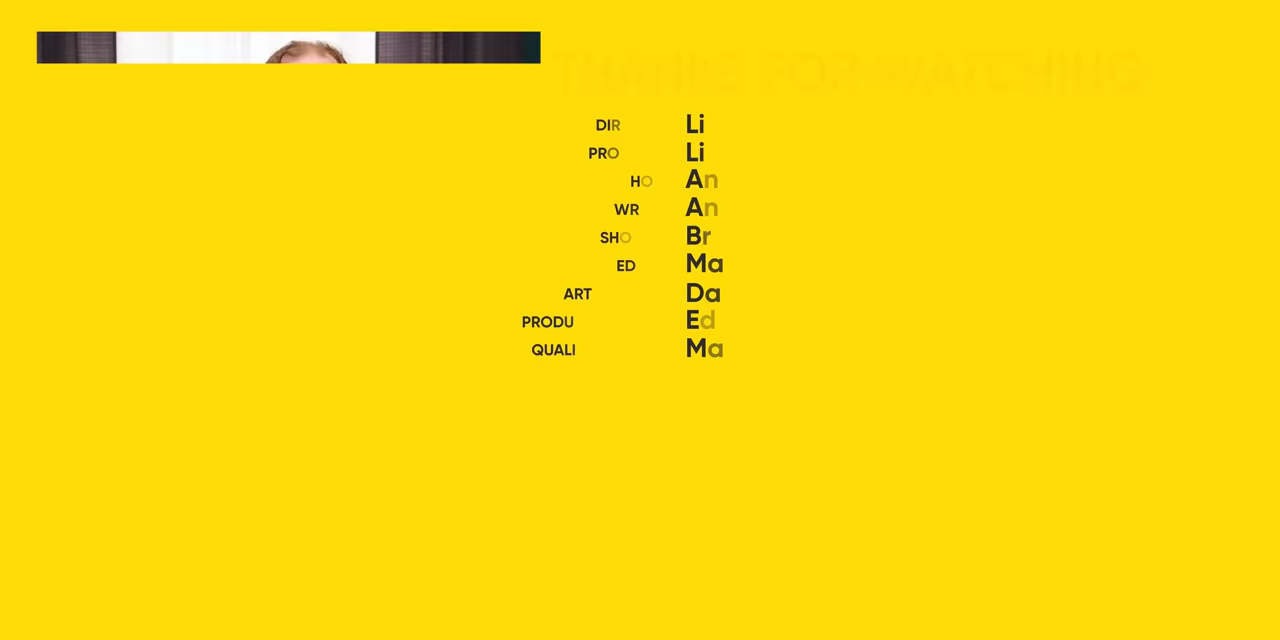 THANKS FOR WATCHING
DIR Li
PRO Li
HO An
WR An
SHO Br
ED Ma
ART Da
PRODU Ed
QUALI Ma